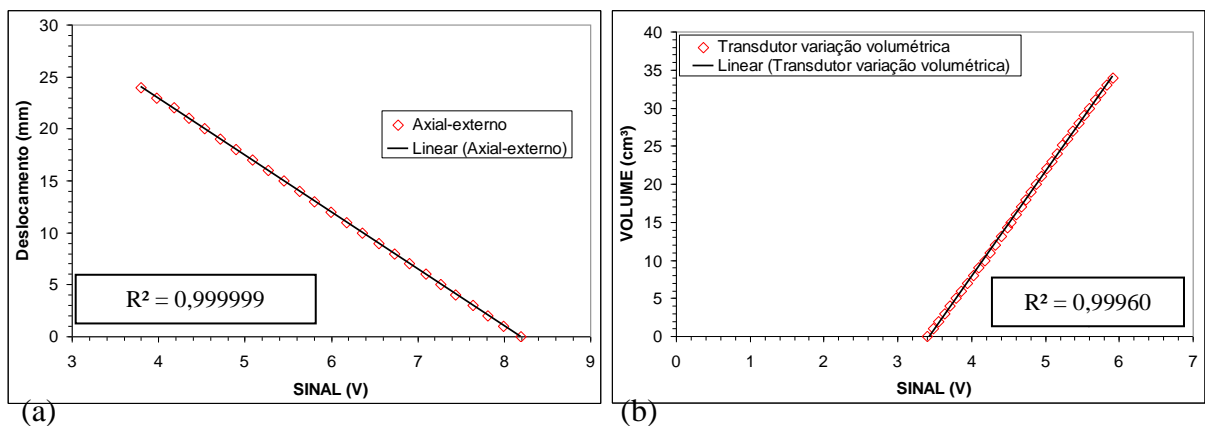 30
25
20
15
10
5
0
Deslocamento (mm)
Axial-externo
Linear (Axial-externo)
R² = 0,999999
3 4 5 6 7 8 9
SINAL (V)
(a)
40
35
30
25
20
15
10
5
0
VOLUME (cm³)
Transdutor variação volumétrica
Linear (Transdutor variação volumétrica)
R² = 0,99960
0 1 2 3 4 5 6 7
SINAL (V)
(b)